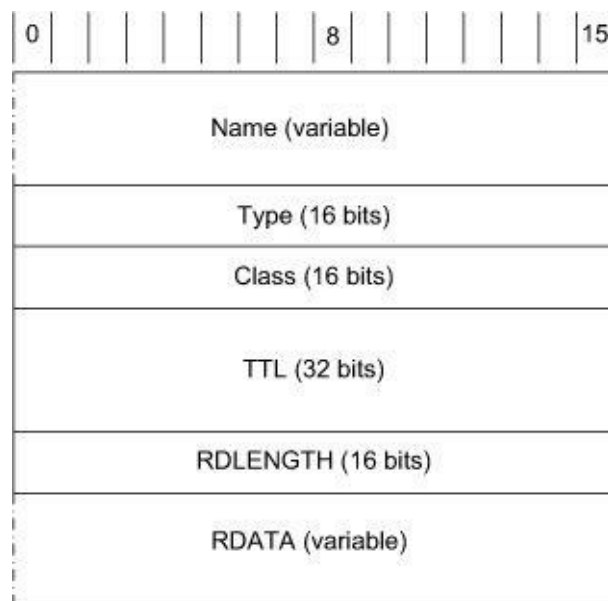 0 8 15
Name (variable)
Type (16 bits)
Class (16 bits)
TTL (32 bits)
RDLENGTH (16 bits)
RDATA (variable)